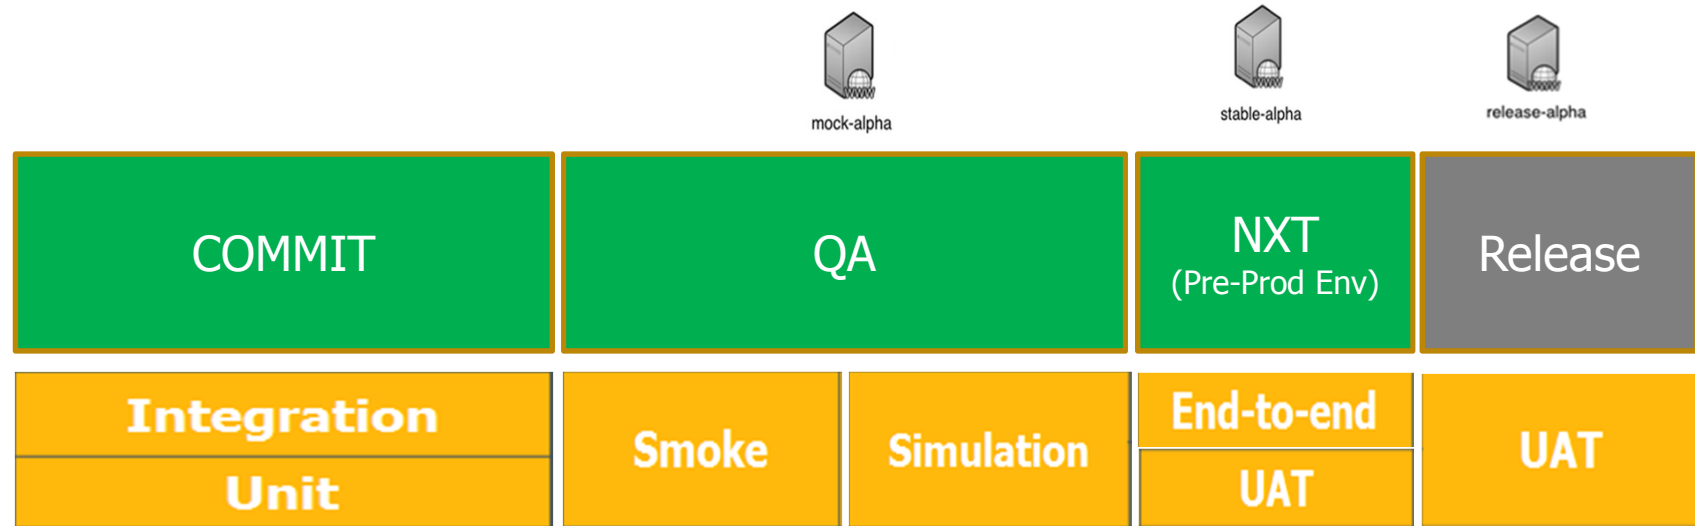 mock-alpha
stable-alpha
release-alpha
COMMIT
QA
NXT
(Pre-Prod Env)
Release
Integration
Unit
Smoke
Simulation
End-to-end
UAT
UAT